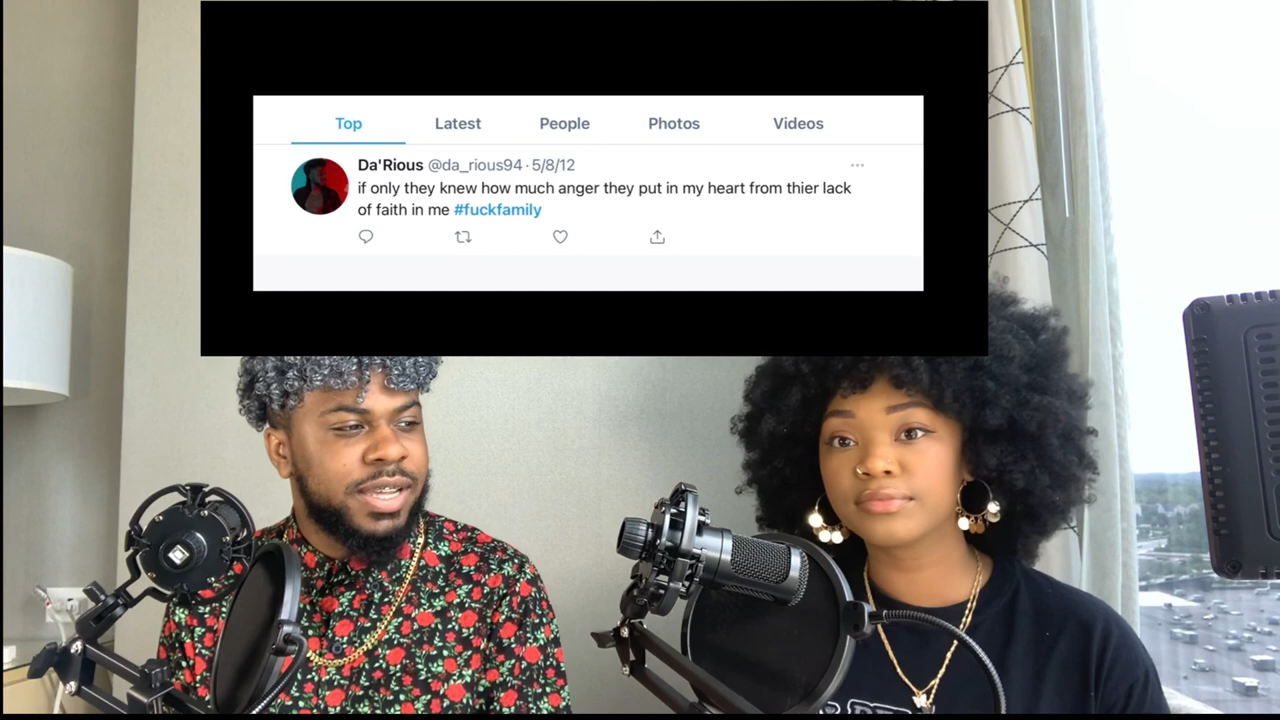 Top Latest People Photos Videos
Da'Rious @da_rious94 · 5/8/12
if only they knew how much anger they put in my heart from thier lack
of faith in me #fuckfamily